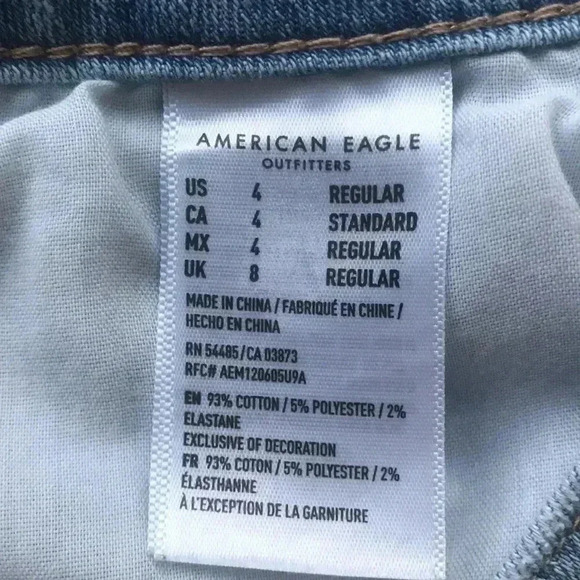 AMERICAN EAGLE
OUTFITTERS
US 4 REGULAR
CA 4 STANDARD
MX 4 REGULAR
UK 8 REGULAR
MADE IN CHINA / FABRIQUÉ EN CHINE /
HECHO EN CHINA
RN 54485/CA 03873
RFC# AEM120605U9A
EN 93% COTTON / 5% POLYESTER / 2%
ELASTANE
EXCLUSIVE OF DECORATION
FR 93% COTON / 5% POLYESTER / 2%
ÉLASTHANNE
À L'EXCEPTION DE LA GARNITURE